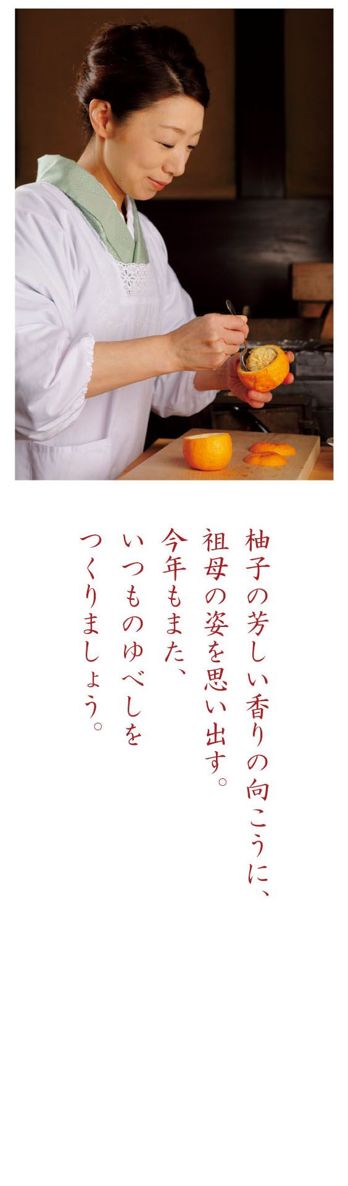 柚子の芳しい香りの向こうに、
祖母の姿を思い出す。
今年もまた、
いつものゆべしを
つくりましょう。